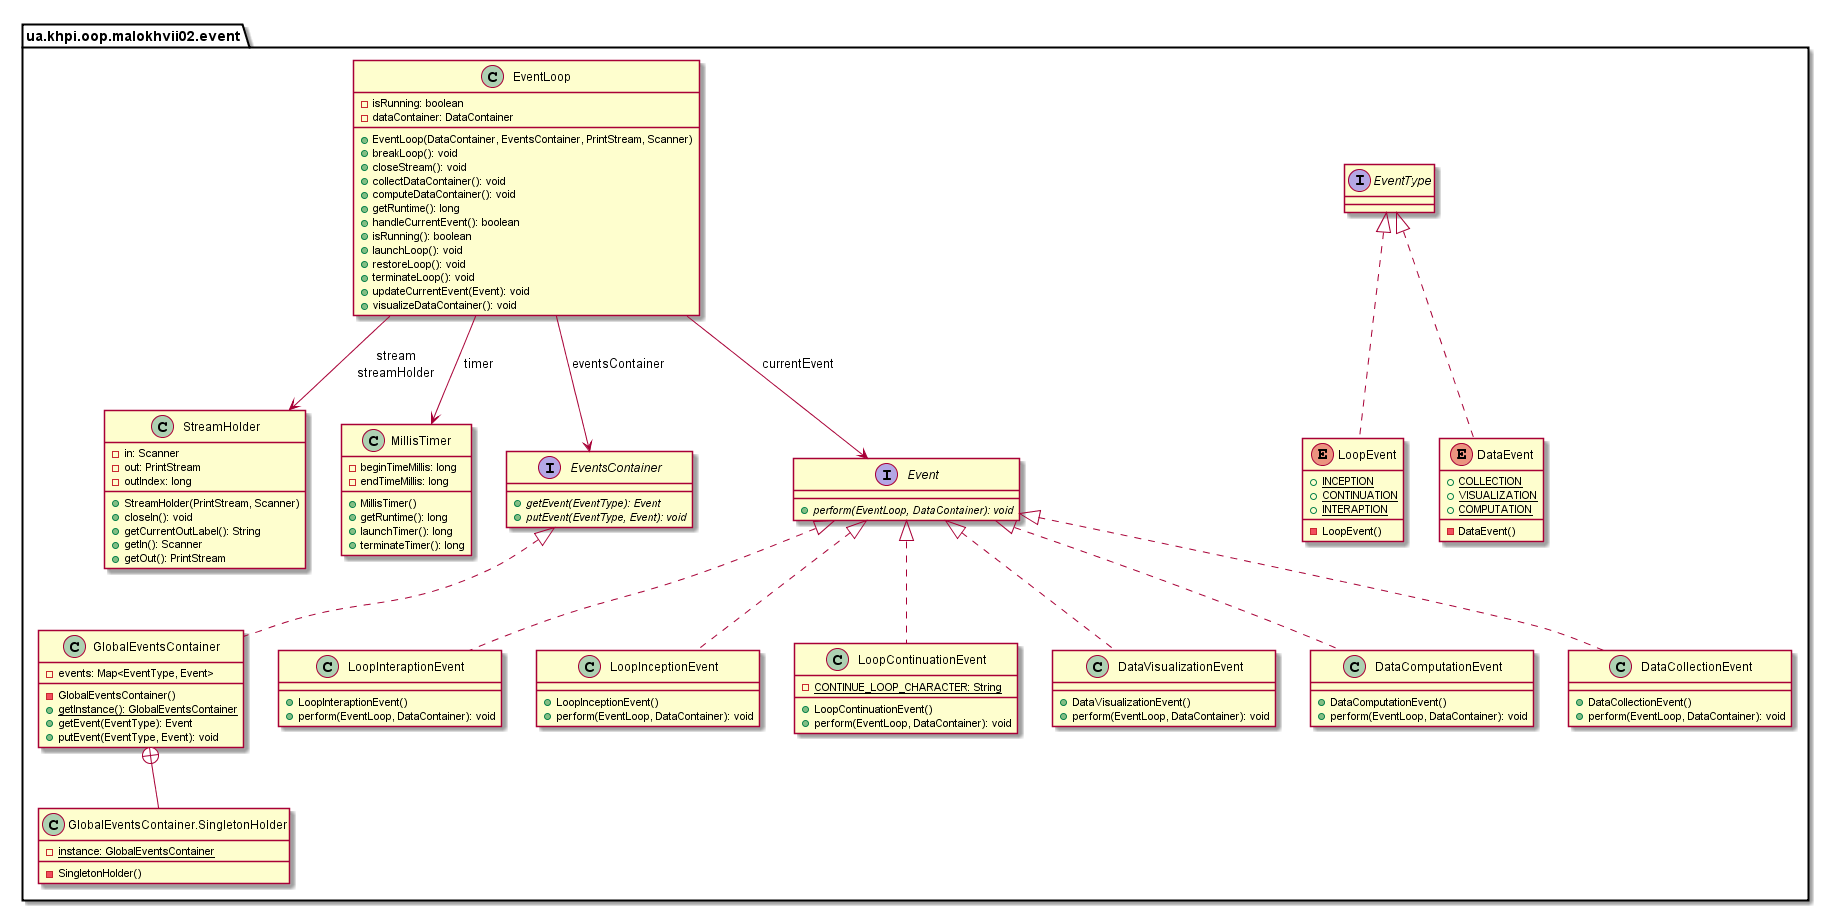 ua.khpi.oop.malokhvii02.event
C EventLoop
isRunning: boolean
dataContainer: DataContainer
EventLoop(DataContainer, EventsContainer, PrintStream, Scanner)
breakLoop(): void
closeStream(): void
collectDataContainer(): void
computeDataContainer(): void
getRuntime(): long
handleCurrentEvent(): boolean
isRunning(): boolean
launchLoop(): void
restoreLoop(): void
terminateLoop(): void
updateCurrentEvent(Event): void
visualizeDataContainer(): void
I EventType
stream
streamHolder
timer
eventsContainer
currentEvent
C StreamHolder
in: Scanner
out: PrintStream
outIndex: long
StreamHolder(PrintStream, Scanner)
closeIn(): void
getCurrentOutLabel(): String
getIn(): Scanner
getOut(): PrintStream
C MillisTimer
beginTimeMillis: long
endTimeMillis: long
MillisTimer()
getRuntime(): long
launchTimer(): long
terminateTimer(): long
I EventsContainer
getEvent(EventType): Event
putEvent(EventType, Event): void
I Event
perform(EventLoop, DataContainer): void
E LoopEvent
INCEPTION
CONTINUATION
INTERAPTION
LoopEvent()
E DataEvent
COLLECTION
VISUALIZATION
COMPUTATION
DataEvent()
C GlobalEventsContainer
events: Map<EventType, Event>
GlobalEventsContainer()
getInstance(): GlobalEventsContainer
getEvent(EventType): Event
putEvent(EventType, Event): void
C LoopInteraptionEvent
LoopInteraptionEvent()
perform(EventLoop, DataContainer): void
C LoopInceptionEvent
LoopInceptionEvent()
perform(EventLoop, DataContainer): void
C LoopContinuationEvent
CONTINUE_LOOP_CHARACTER: String
LoopContinuationEvent()
perform(EventLoop, DataContainer): void
C DataVisualizationEvent
DataVisualizationEvent()
perform(EventLoop, DataContainer): void
C DataComputationEvent
DataComputationEvent()
perform(EventLoop, DataContainer): void
C DataCollectionEvent
DataCollectionEvent()
perform(EventLoop, DataContainer): void
C GlobalEventsContainer.SingletonHolder
instance: GlobalEventsContainer
SingletonHolder()